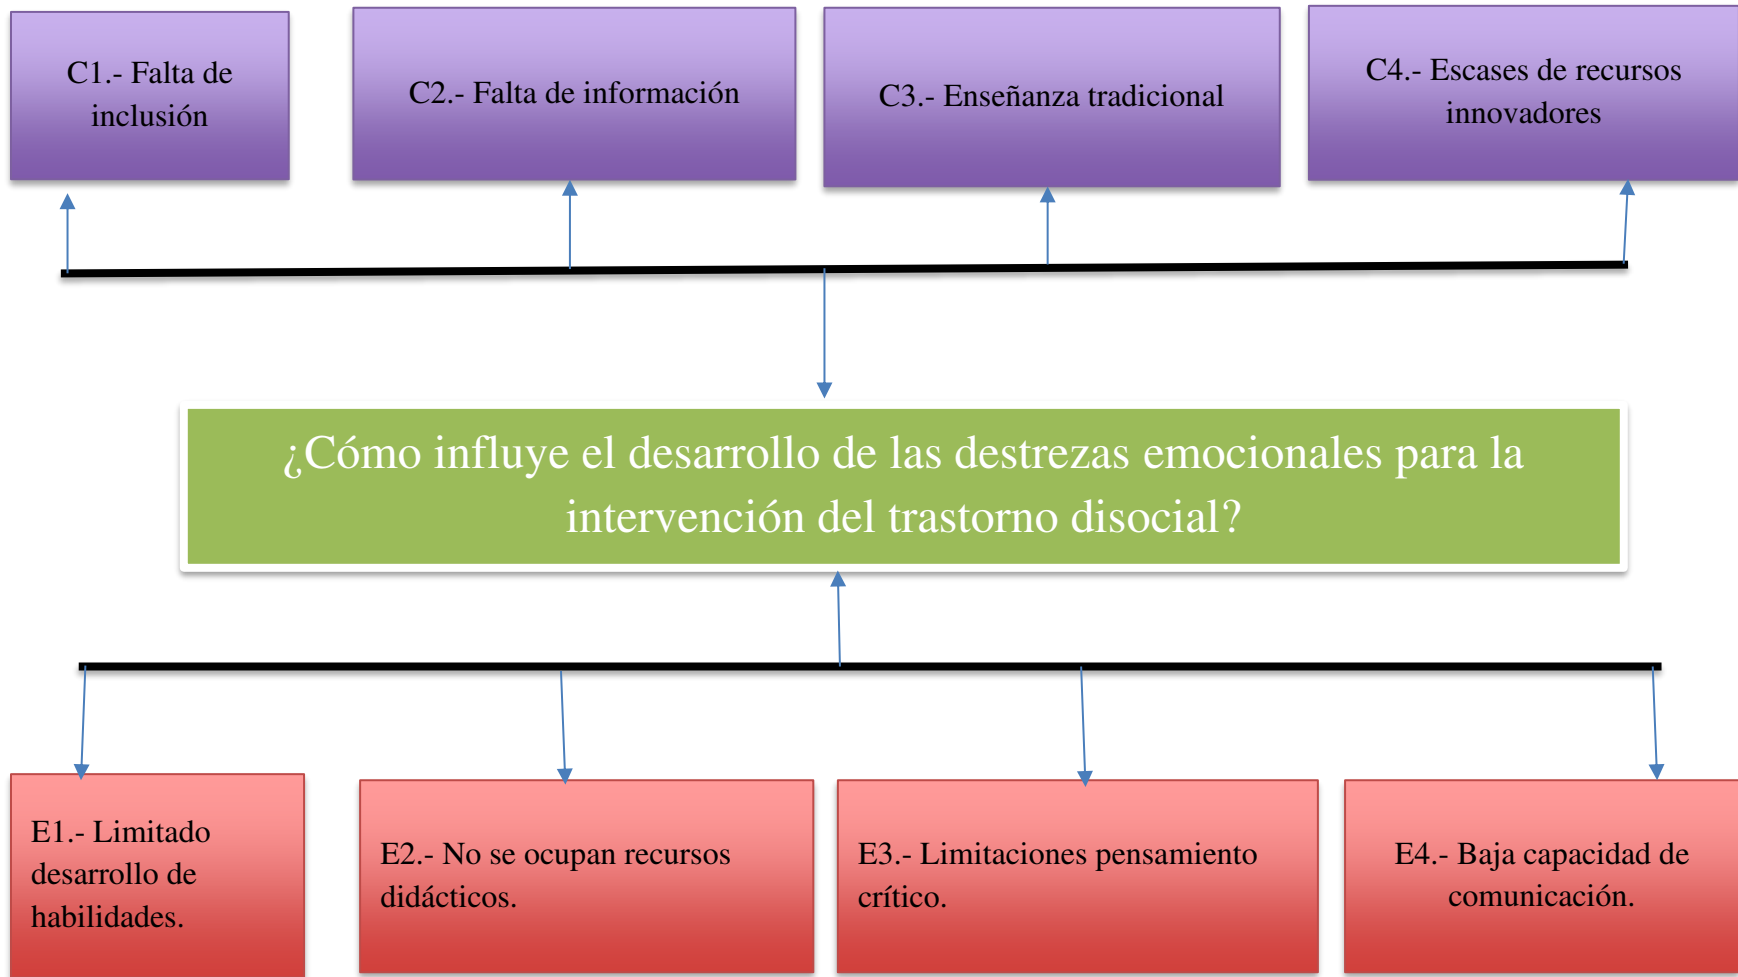 C1.- Falta de
inclusión
C2.- Falta de información
C3.- Enseñanza tradicional
C4.- Escases de recursos
innovadores
¿Cómo influye el desarrollo de las destrezas emocionales para la
intervención del trastorno disocial?
E1.- Limitado
desarrollo de
habilidades.
E2.- No se ocupan recursos
didácticos.
E3.- Limitaciones pensamiento
crítico.
E4.- Baja capacidad de
comunicación.